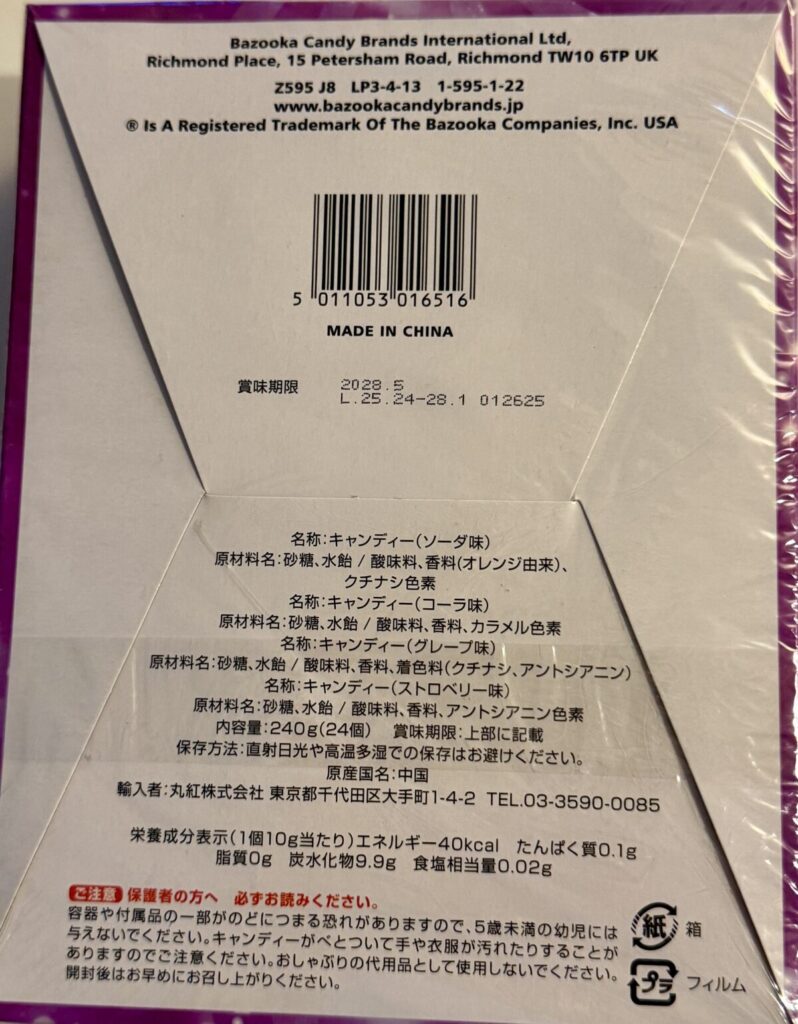 Bazooka Candy Brands International Ltd,
Richmond Place, 15 Petersham Road, Richmond TW10 6TP UK
Z595 J8 LP3-4-13 1-595-1-22
www.bazookacandybrands.jp
® Is A Registered Trademark Of The Bazooka Companies, Inc. USA
5 011053 016516
MADE IN CHINA
賞味期限 2028.5
L.25.24-28.1 012625
名称:キャンディー(ソーダ味)
原材料名:砂糖、水飴 / 酸味料、香料(オレンジ由来)、
クチナシ色素
名称:キャンディー(コーラ味)
原材料名:砂糖、水飴 / 酸味料、香料、カラメル色素
名称:キャンディー(グレープ味)
原材料名:砂糖、水飴 / 酸味料、香料、着色料(クチナシ、アントシアニン)
名称:キャンディー(ストロベリー味)
原材料名:砂糖、水飴 / 酸味料、香料、アントシアニン色素
内容量:240g(24個) 賞味期限:上部に記載
保存方法:直射日光や高温多湿での保存はお避けください。
原産国名:中国
輸入者:丸紅株式会社 東京都千代田区大手町1-4-2 TEL.03-3590-0085
栄養成分表示(1個10g当たり)エネルギー40kcal たんぱく質0.1g
脂質0g 炭水化物9.9g 食塩相当量0.02g
ご注意 保護者の方へ 必ずお読みください。
容器や付属品の一部がのどにつまる恐れがありますので、5歳未満の幼児には
与えないでください。キャンディーがべとついて手や衣服が汚れたりすることが
ありますのでご注意ください。おしゃぶりの代用品として使用しないでください。
開封後はお早めにお召し上がりください。
紙 箱
プラ フィルム